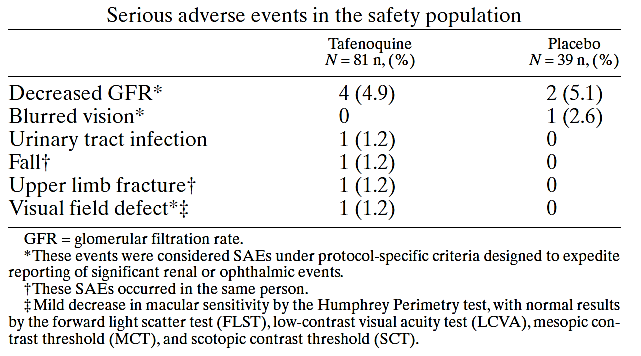 Serious adverse events in the safety population
Tafenoquine Placebo
N = 81 n, (%) N = 39 n, (%)
Decreased GFR* 4 (4.9) 2 (5.1)
Blurred vision* 0 1 (2.6)
Urinary tract infection 1 (1.2) 0
Fall† 1 (1.2) 0
Upper limb fracture† 1 (1.2) 0
Visual field defect*‡ 1 (1.2) 0
GFR = glomerular filtration rate.
*These events were considered SAEs under protocol-specific criteria designed to expedite
reporting of significant renal or ophthalmic events.
†These SAEs occurred in the same person.
‡Mild decrease in macular sensitivity by the Humphrey Perimetry test, with normal results
by the forward light scatter test (FLST), low-contrast visual acuity test (LCVA), mesopic con-
trast threshold (MCT), and scotopic contrast threshold (SCT).